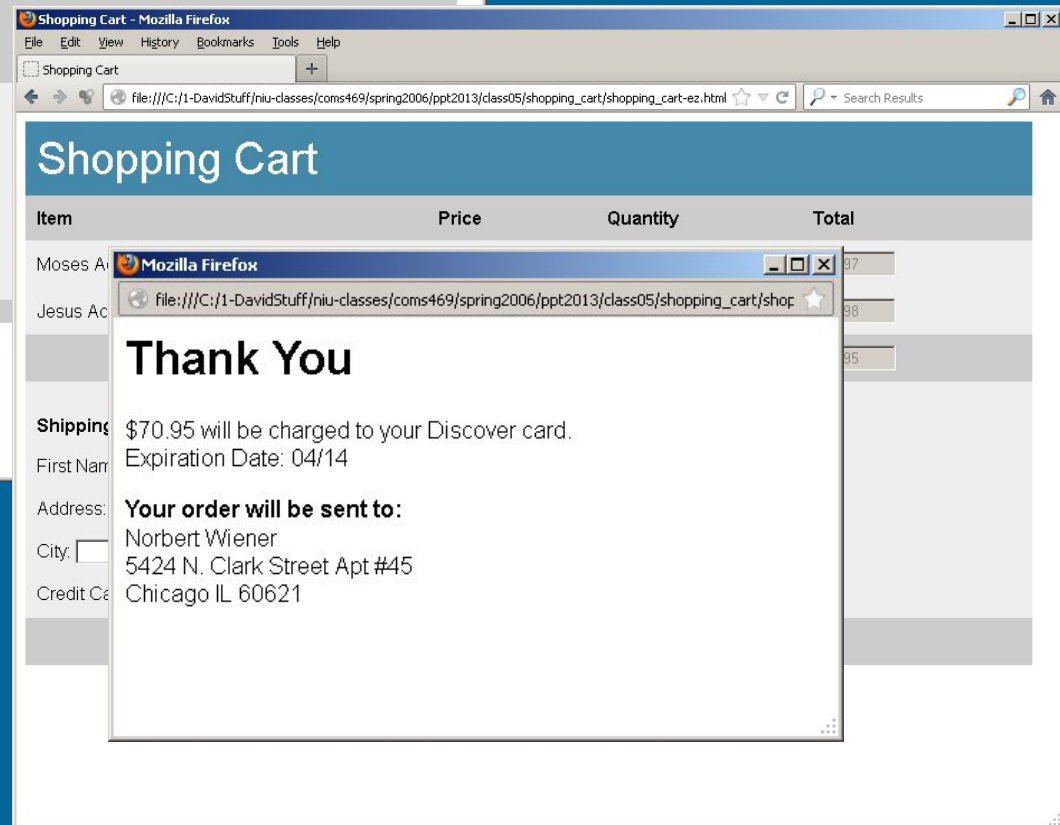 Shopping Cart - Mozilla Firefox
File Edit View History Bookmarks Tools Help
Shopping Cart +
file:///C:/1-DavidStuff/niu-classes/coms469/spring2006/ppt2013/class05/shopping_cart/shopping_cart-ez.html Search Results
Shopping Cart
Item Price Quantity Total
Moses 97
Jesus 98
95
Shipping
First
Address:
City:
Credit
Mozilla Firefox
file:///C:/1-DavidStuff/niu-classes/coms469/spring2006/ppt2013/class05/shopping_cart/shop
Thank You
$70.95 will be charged to your Discover card.
Expiration Date: 04/14
Your order will be sent to:
Norbert Wiener
5424 N. Clark Street Apt #45
Chicago IL 60621